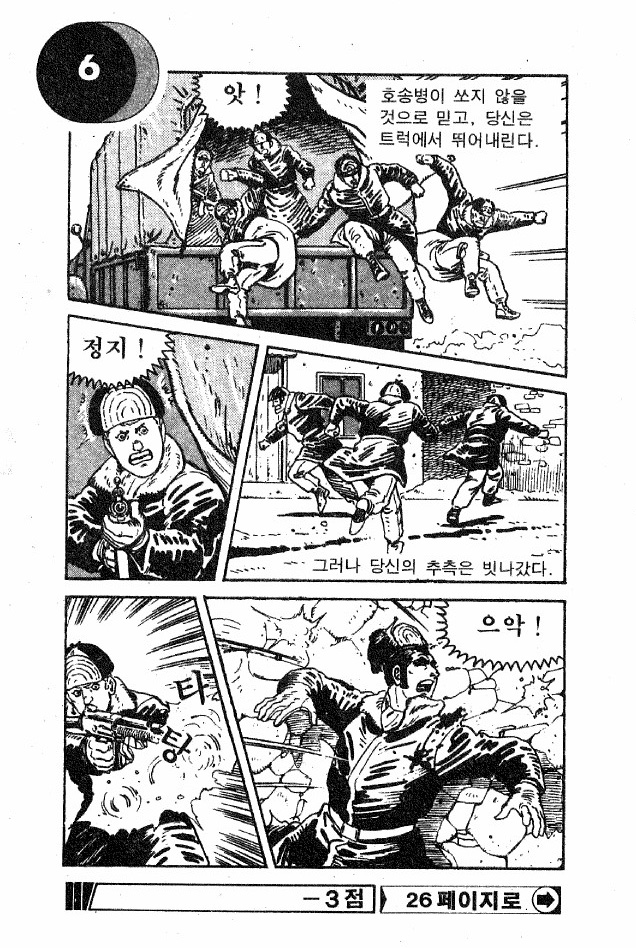 6
앗!
호송병이 쏘지 않을
것으로 믿고, 당신은
트럭에서 뛰어내린다.
정지!
그러나 당신의 추측은 빗나갔다.
타
탕
으악!
－3점
26페이지로